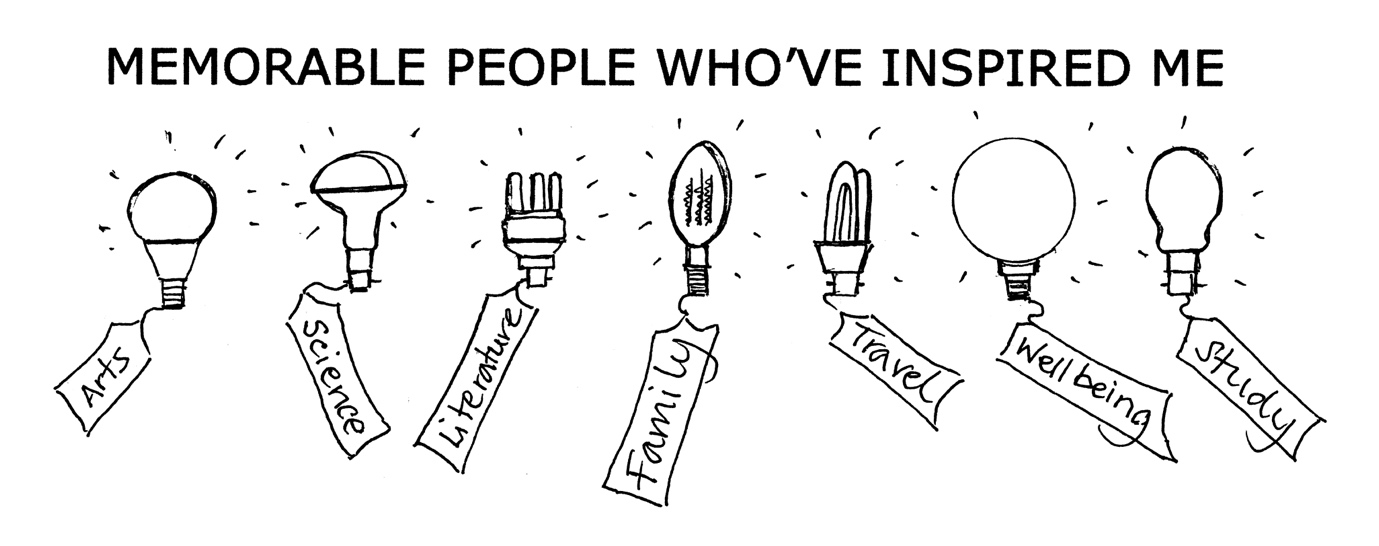 MEMORABLE PEOPLE WHO'VE INSPIRED ME
Arts
Science
Literature
Family
Travel
Wellbeing
Study